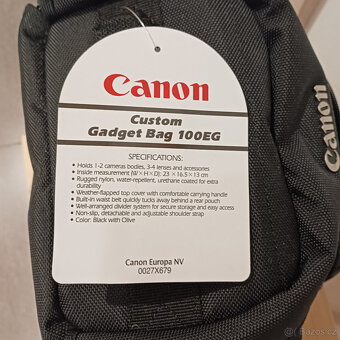 Canon
Custom
Gadget Bag 100EG
SPECIFICATIONS:
• Holds 1-2 cameras bodies, 3-4 lenses and accessories
• Inside measurement (W×H×D): 23 × 16.5 × 13 cm
• Rugged nylon, water-repellent, urethane coated for extra
durability
• Weather-flapped top cover with comfortable carrying handle
• Built-in waist belt quickly tucks away behind a rear pouch
• Well-arranged divider system for secure storage and easy access
• Non-slip, detachable and adjustable shoulder strap
• Color: Black with Olive
Canon Europa NV
0027X679
Canon
Bazos.cz